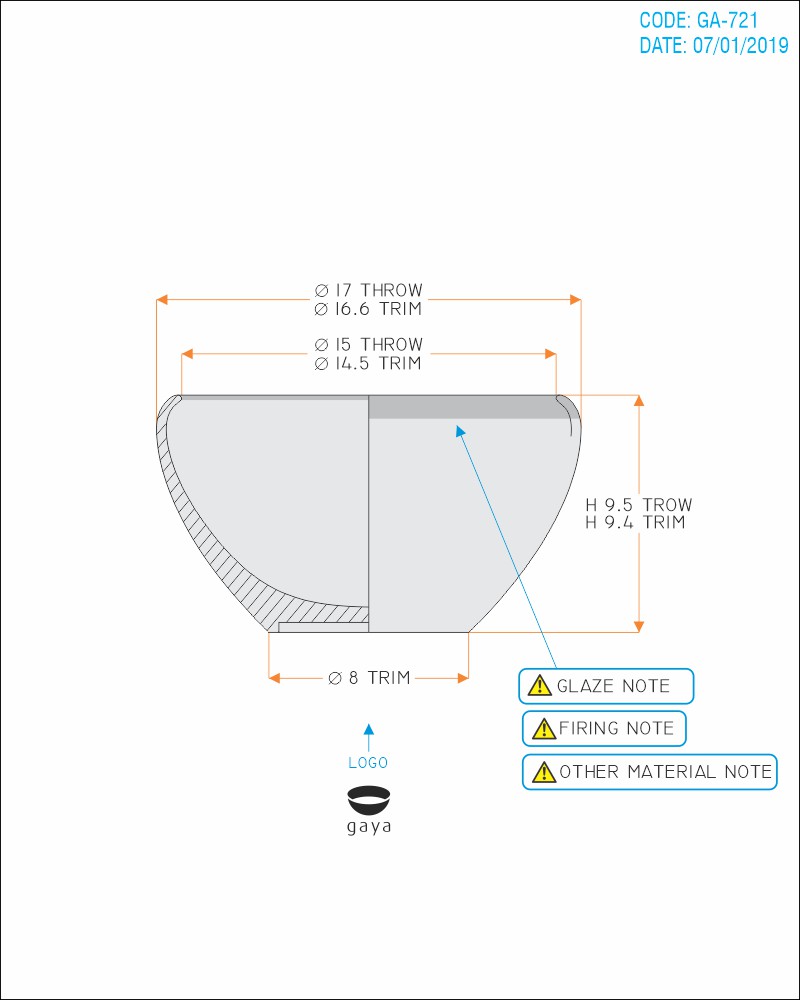 CODE: GA-721
DATE: 07/01/2019
Ø 17 THROW
Ø 16.6 TRIM
Ø 15 THROW
Ø 14.5 TRIM
H 9.5 TROW
H 9.4 TRIM
Ø 8 TRIM
GLAZE NOTE
FIRING NOTE
OTHER MATERIAL NOTE
LOGO
gaya